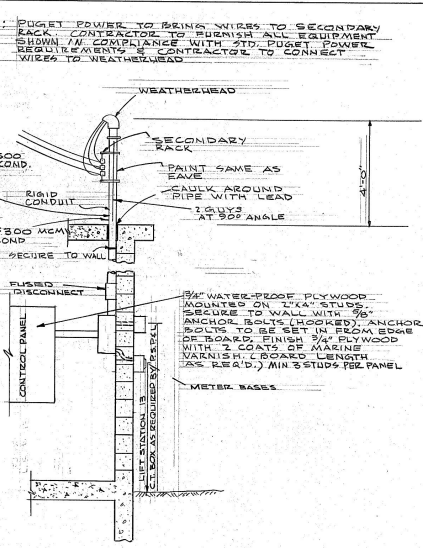 PUGET POWER TO BRING WIRES TO SECONDARY
RACK. CONTRACTOR TO FURNISH ALL EQUIPMENT
SHOWN IN COMPLIANCE WITH STD. PUGET POWER
REQUIREMENTS & CONTRACTOR TO CONNECT
WIRES TO WEATHERHEAD
WEATHERHEAD
SECONDARY
RACK
PAINT SAME AS
EAVE
CAULK AROUND
PIPE WITH LEAD
2 GUYS
AT 90° ANGLE
4'-0"
COND.
RIGID
CONDUIT
300 MCM
SECURE TO WALL
FUSED
DISCONNECT
CONTROL PANEL
3/4" WATER-PROOF PLYWOOD
MOUNTED ON 2"X4" STUDS.
SECURE TO WALL WITH 5/8"
ANCHOR BOLTS (HOOKED), ANCHOR
BOLTS TO BE SET IN FROM EDGE
OF BOARD, FINISH 3/4" PLYWOOD
WITH 2 COATS OF MARINE
VARNISH. (BOARD LENGTH
AS REQ'D.) MIN 3 STUDS PER PANEL
METER BASES
LIFT STATION 13
C.T. BOX AS REQUIRED BY P.S.P.&L.